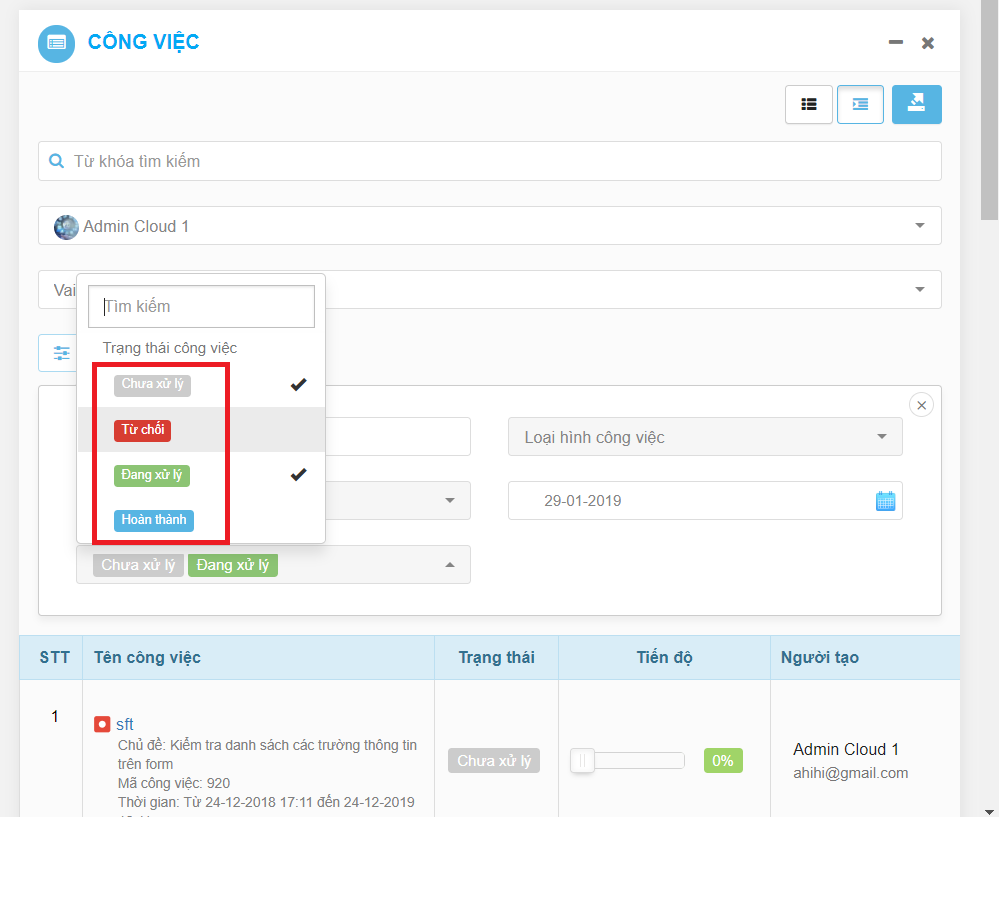 CÔNG VIỆC
Từ khóa tìm kiếm
Admin Cloud 1
Vai
Tìm kiếm
Trạng thái công việc
Chưa xử lý
Từ chối
Đang xử lý
Hoàn thành
Loại hình công việc
29-01-2019
Chưa xử lý Đang xử lý
STT Tên công việc Trạng thái Tiến độ Người tạo
1
sft
Chủ đề: Kiểm tra danh sách các trường thông tin
trên form
Mã công việc: 920
Thời gian: Từ 24-12-2018 17:11 đến 24-12-2019
Chưa xử lý
0%
Admin Cloud 1
ahihi@gmail.com